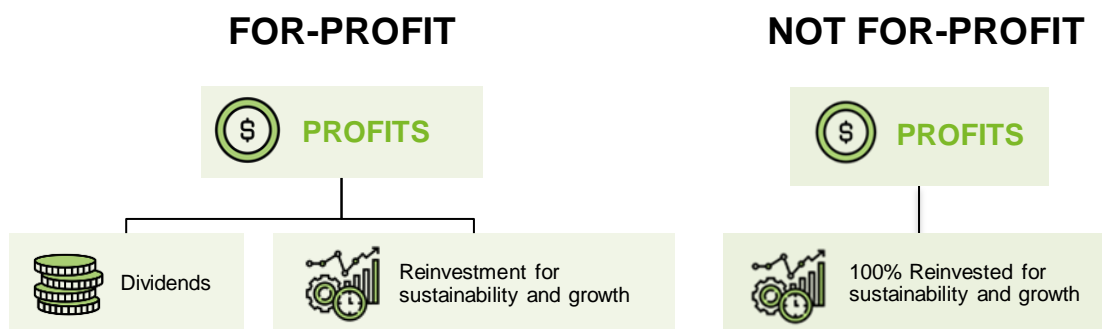 FOR-PROFIT
NOT FOR-PROFIT
$ PROFITS
$ PROFITS
Dividends
Reinvestment for
sustainability and growth
100% Reinvested for
sustainability and growth